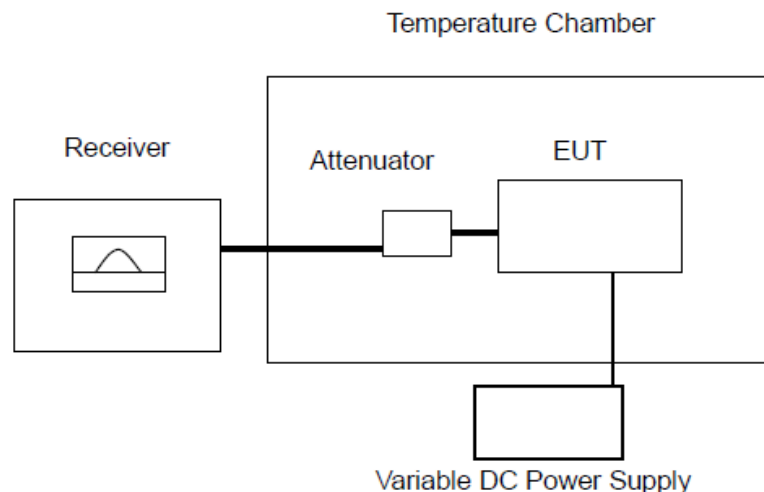 Temperature Chamber
Receiver
Attenuator
EUT
Variable DC Power Supply